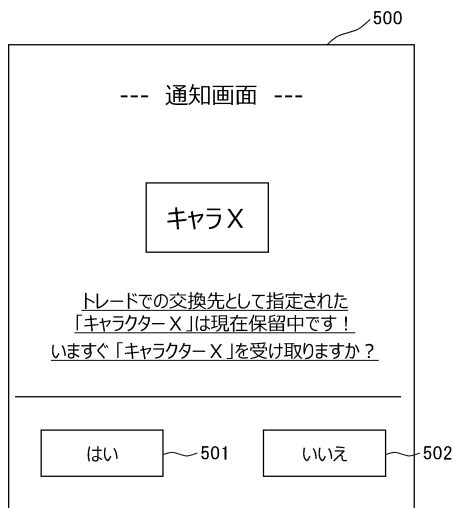 500
--- 通知画面 ---
キャラX
トレードでの交換先として指定された
「キャラクターX」は現在保留中です！
いますぐ「キャラクターX」を受け取りますか？
はい 501 いいえ 502